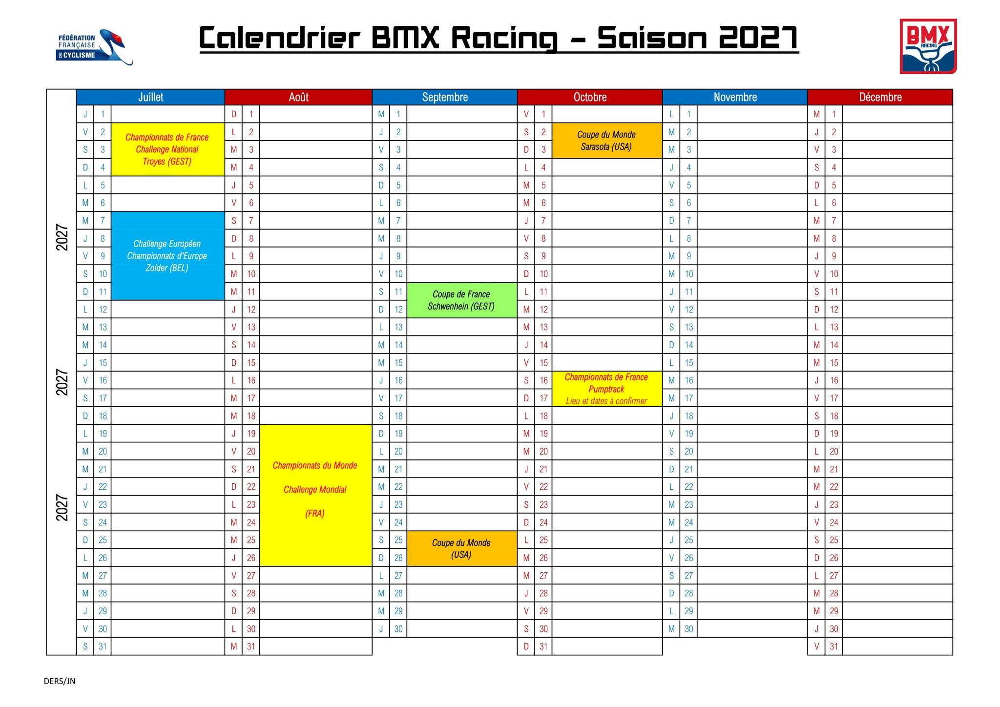 FÉDÉRATION
FRANÇAISE
DE CYCLISME
Calendrier BMX Racing - Saison 2027
BMX
RACING
Juillet Août Septembre Octobre Novembre Décembre
J 1 D 1 M 1 V 1 L 1 M 1
V 2 L 2 J 2 S 2 M 2 J 2
S 3 M 3 V 3 D 3 M 3 V 3
D 4 M 4 S 4 L 4 J 4 S 4
L 5 J 5 D 5 M 5 V 5 D 5
M 6 V 6 L 6 M 6 S 6 L 6
M 7 S 7 M 7 J 7 D 7 M 7
J 8 D 8 M 8 V 8 L 8 M 8
V 9 L 9 J 9 S 9 M 9 J 9
S 10 M 10 V 10 D 10 M 10 V 10
D 11 M 11 S 11 L 11 J 11 S 11
L 12 J 12 D 12 M 12 V 12 D 12
M 13 V 13 L 13 M 13 S 13 L 13
M 14 S 14 M 14 J 14 D 14 M 14
J 15 D 15 M 15 V 15 L 15 M 15
V 16 L 16 J 16 S 16 M 16 J 16
S 17 M 17 V 17 D 17 M 17 V 17
D 18 M 18 S 18 L 18 J 18 S 18
L 19 J 19 D 19 M 19 V 19 D 19
M 20 V 20 L 20 M 20 S 20 L 20
M 21 S 21 M 21 J 21 D 21 M 21
J 22 D 22 M 22 V 22 L 22 M 22
V 23 L 23 J 23 S 23 M 23 J 23
S 24 M 24 V 24 D 24 M 24 V 24
D 25 M 25 S 25 L 25 J 25 S 25
L 26 J 26 D 26 M 26 V 26 D 26
M 27 V 27 L 27 M 27 S 27 L 27
M 28 S 28 M 28 J 28 D 28 M 28
J 29 D 29 M 29 V 29 L 29 M 29
V 30 L 30 J 30 S 30 M 30 J 30
S 31 M 31 D 31 V 31
2027
2027
2027
Championnats de France
Challenge National
Troyes (GEST)
Challenge Européen
Championnats d'Europe
Zolder (BEL)
Championnats du Monde
Challenge Mondial
(FRA)
Coupe de France
Schwenhein (GEST)
Coupe du Monde
(USA)
Coupe du Monde
Sarasota (USA)
Championnats de France
Pumptrack
Lieu et dates à confirmer
DERS/JN